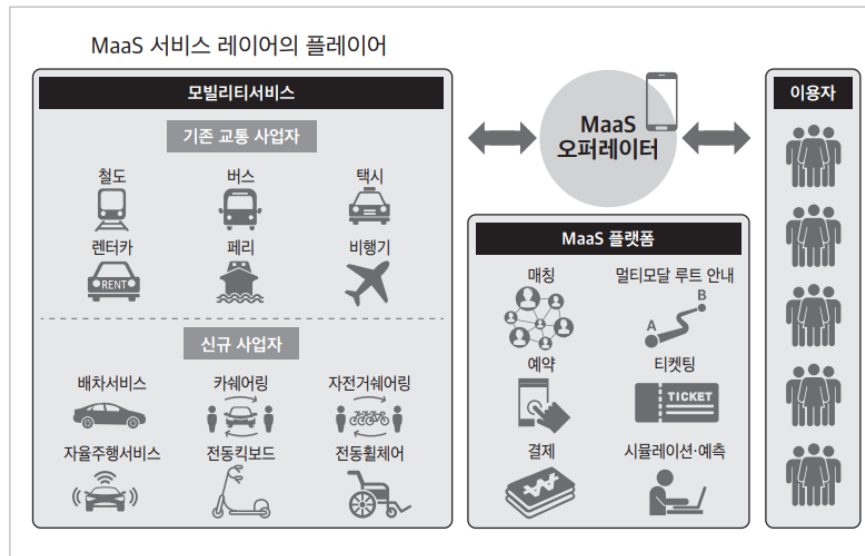 MaaS 서비스 레이어의 플레이어
모빌리티서비스
기존 교통 사업자
철도 버스 택시
렌터카 페리 비행기
RENT
신규 사업자
배차서비스 카쉐어링 자전거쉐어링
자율주행서비스 전동킥보드 전동휠체어
MaaS
오퍼레이터
MaaS 플랫폼
매칭 멀티모달 루트 안내
A B
예약 티켓팅
TICKET
결제 시뮬레이션·예측
₩
이용자